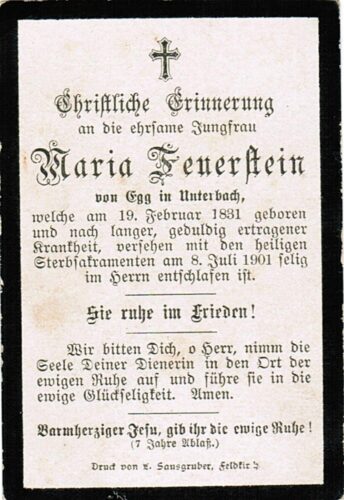 Christliche Erinnerung
an die ehrsame Jungfrau
Maria Feuerstein
von Egg in Unterbach,
welche am 19. Februar 1831 geboren
und nach langer, geduldig ertragener
Krankheit, versehen mit den heiligen
Sterbsakramenten am 8. Juli 1901 selig
im Herrn entschlafen ist.
Sie ruhe im Frieden!
Wir bitten Dich, o Herr, nimm die
Seele Deiner Dienerin in den Ort der
ewigen Ruhe auf und führe sie in die
ewige Glückseligkeit. Amen.
Barmherziger Jesu, gib ihr die ewige Ruhe!
(7 Jahre Ablaß.)
Druck von L. Sausgruber, Feldkirch